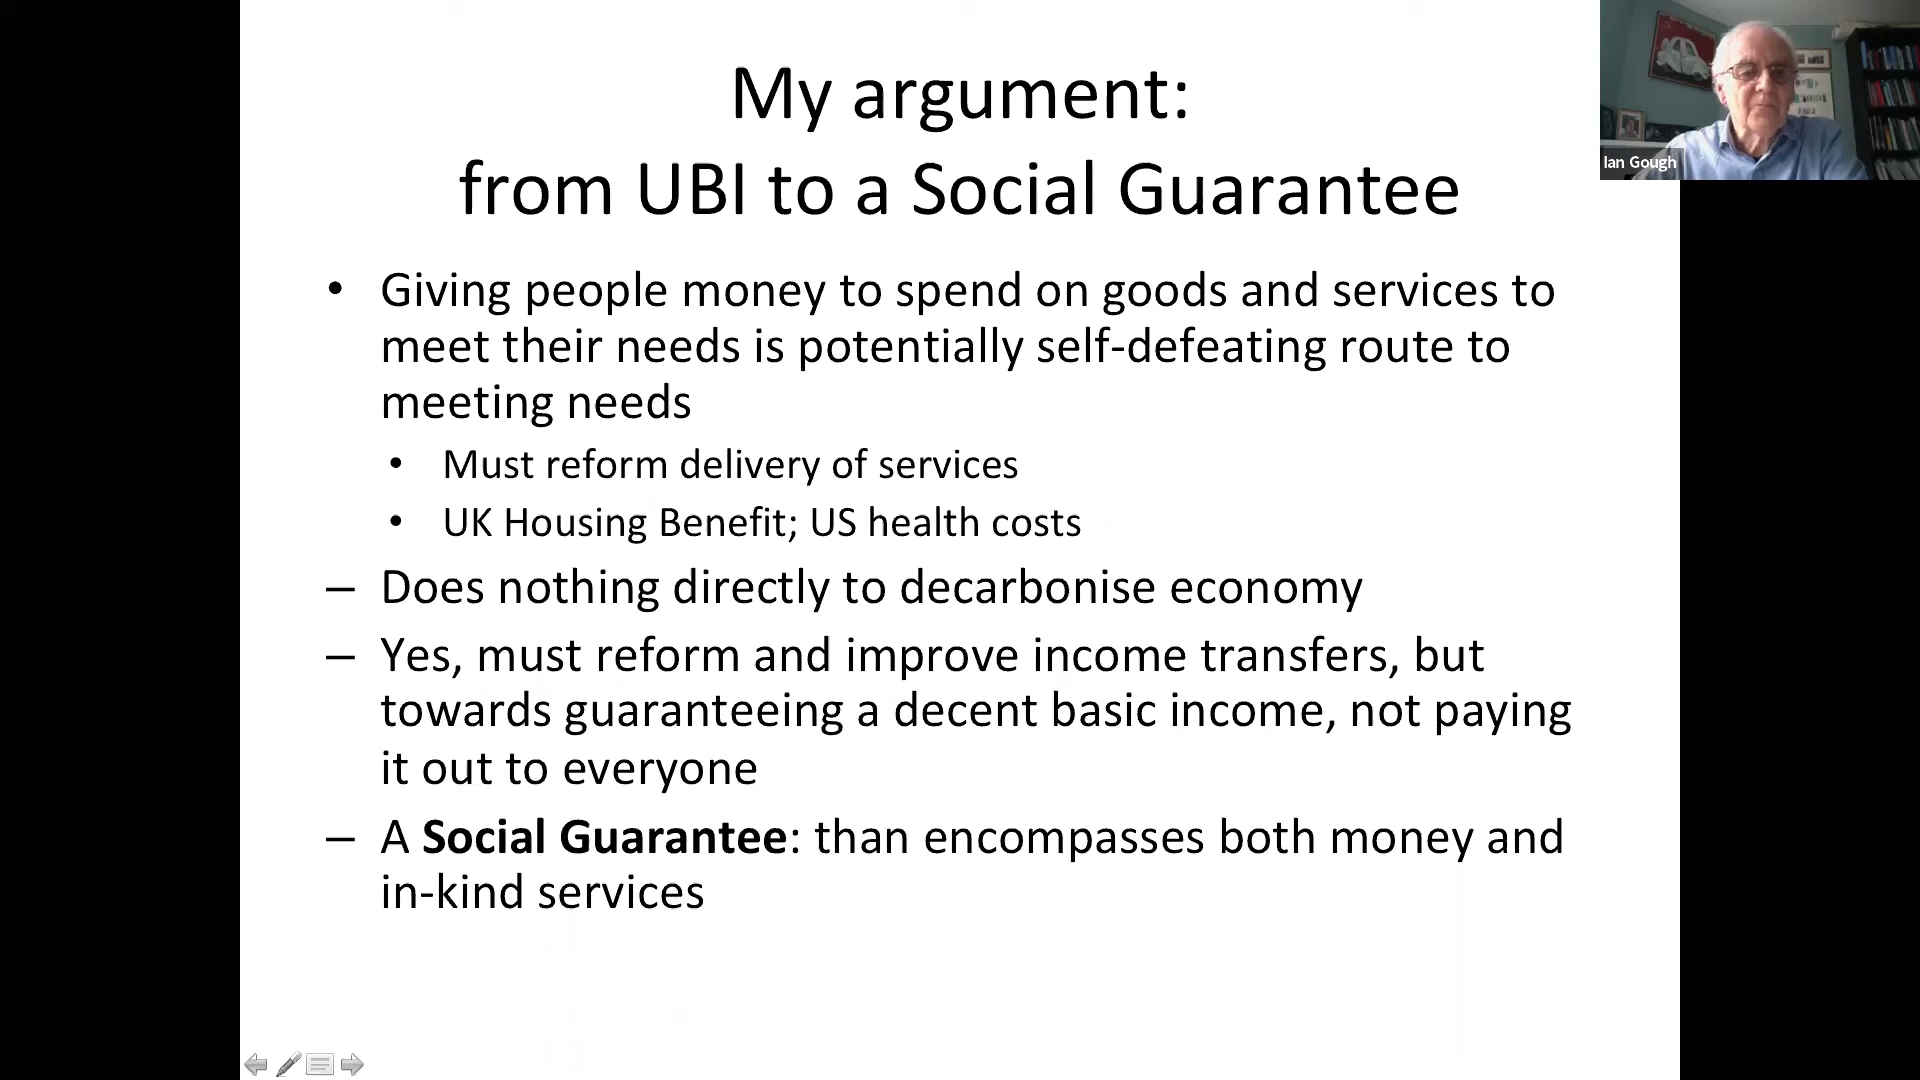 My argument:
from UBI to a Social Guarantee
• Giving people money to spend on goods and services to
meet their needs is potentially self-defeating route to
meeting needs
• Must reform delivery of services
• UK Housing Benefit; US health costs
– Does nothing directly to decarbonise economy
– Yes, must reform and improve income transfers, but
towards guaranteeing a decent basic income, not paying
it out to everyone
– A Social Guarantee: than encompasses both money and
in-kind services
Ian Gough